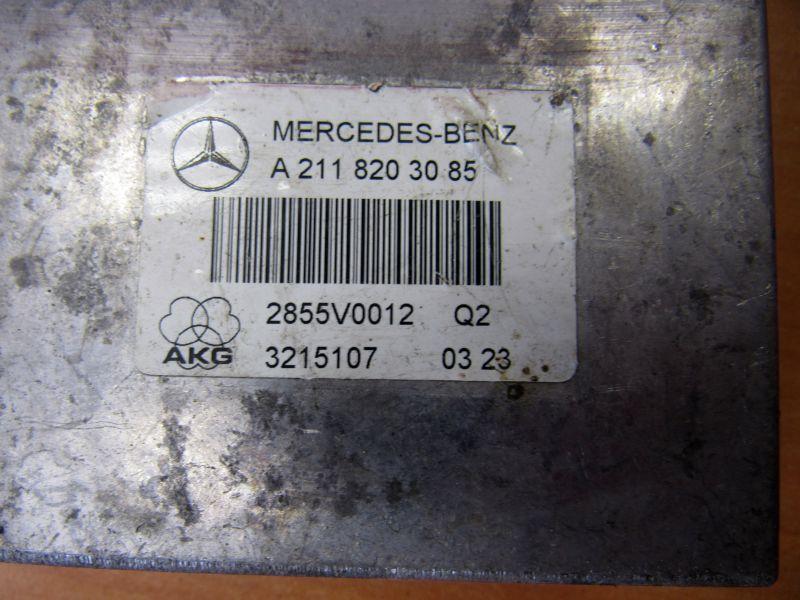 MERCEDES-BENZ
A 211 820 30 85
2855V0012 Q2
AKG
3215107 03 23